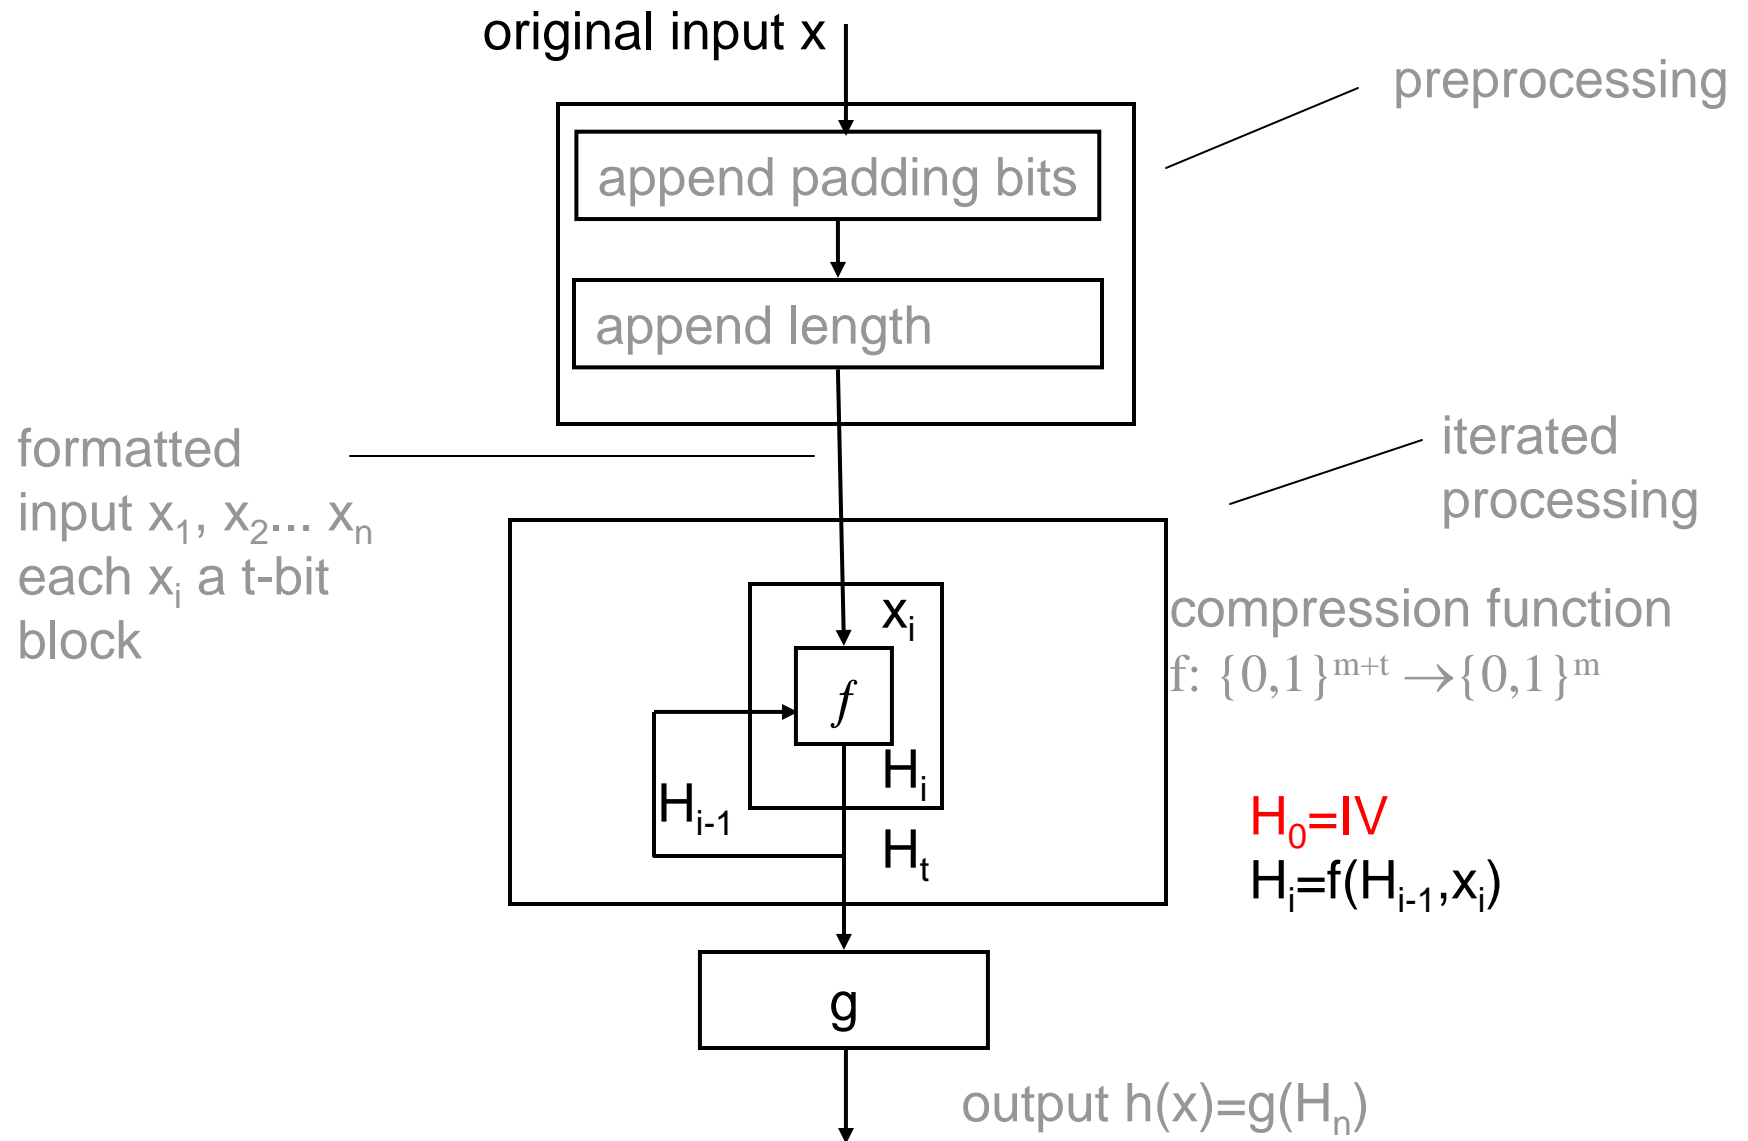 original input x
preprocessing
append padding bits
append length
formatted
input x₁, x₂... xₙ
each xᵢ a t-bit
block
iterated
processing
xᵢ
compression function
f: {0,1}ᵐ⁺ᵗ →{0,1}ᵐ
f
Hᵢ
Hᵢ₋₁
Hₜ
H₀=IV
Hᵢ=f(Hᵢ₋₁,xᵢ)
g
output h(x)=g(Hₙ)